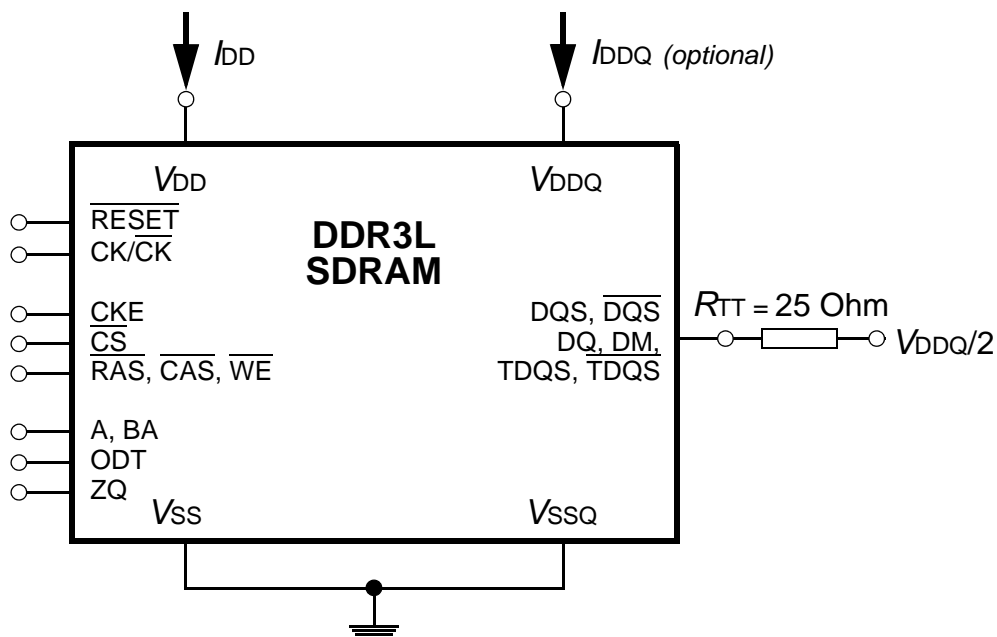 IDD
IDDQ (optional)
VDD
VDDQ
RESET
CK/CK
DDR3L
SDRAM
CKE
CS
RAS, CAS, WE
DQS, DQS
DQ, DM,
TDQS, TDQS
RTT = 25 Ohm
VDDQ/2
A, BA
ODT
ZQ
VSS
VSSQ